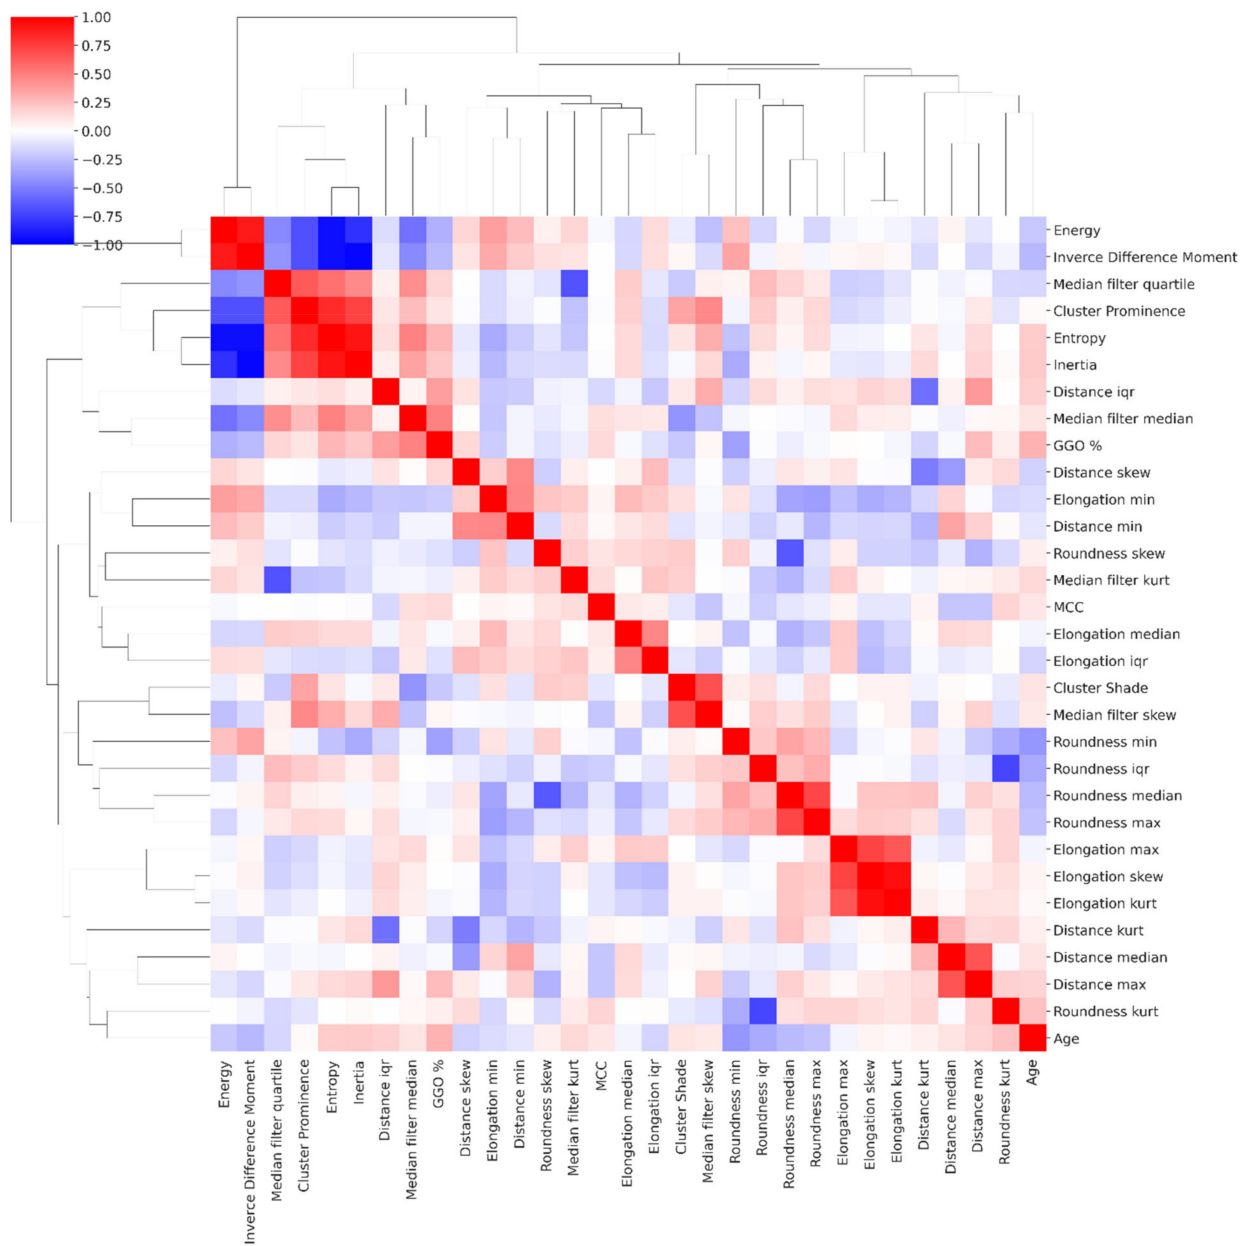 1.00
0.75
0.50
0.25
0.00
−0.25
−0.50
−0.75
−1.00
Energy
Inverce Difference Moment
Median filter quartile
Cluster Prominence
Entropy
Inertia
Distance iqr
Median filter median
GGO %
Distance skew
Elongation min
Distance min
Roundness skew
Median filter kurt
MCC
Elongation median
Elongation iqr
Cluster Shade
Median filter skew
Roundness min
Roundness iqr
Roundness median
Roundness max
Elongation max
Elongation skew
Elongation kurt
Distance kurt
Distance median
Distance max
Roundness kurt
Age
Energy
Inverce Difference Moment
Median filter quartile
Cluster Prominence
Entropy
Inertia
Distance iqr
Median filter median
GGO %
Distance skew
Elongation min
Distance min
Roundness skew
Median filter kurt
MCC
Elongation median
Elongation iqr
Cluster Shade
Median filter skew
Roundness min
Roundness iqr
Roundness median
Roundness max
Elongation max
Elongation skew
Elongation kurt
Distance kurt
Distance median
Distance max
Roundness kurt
Age